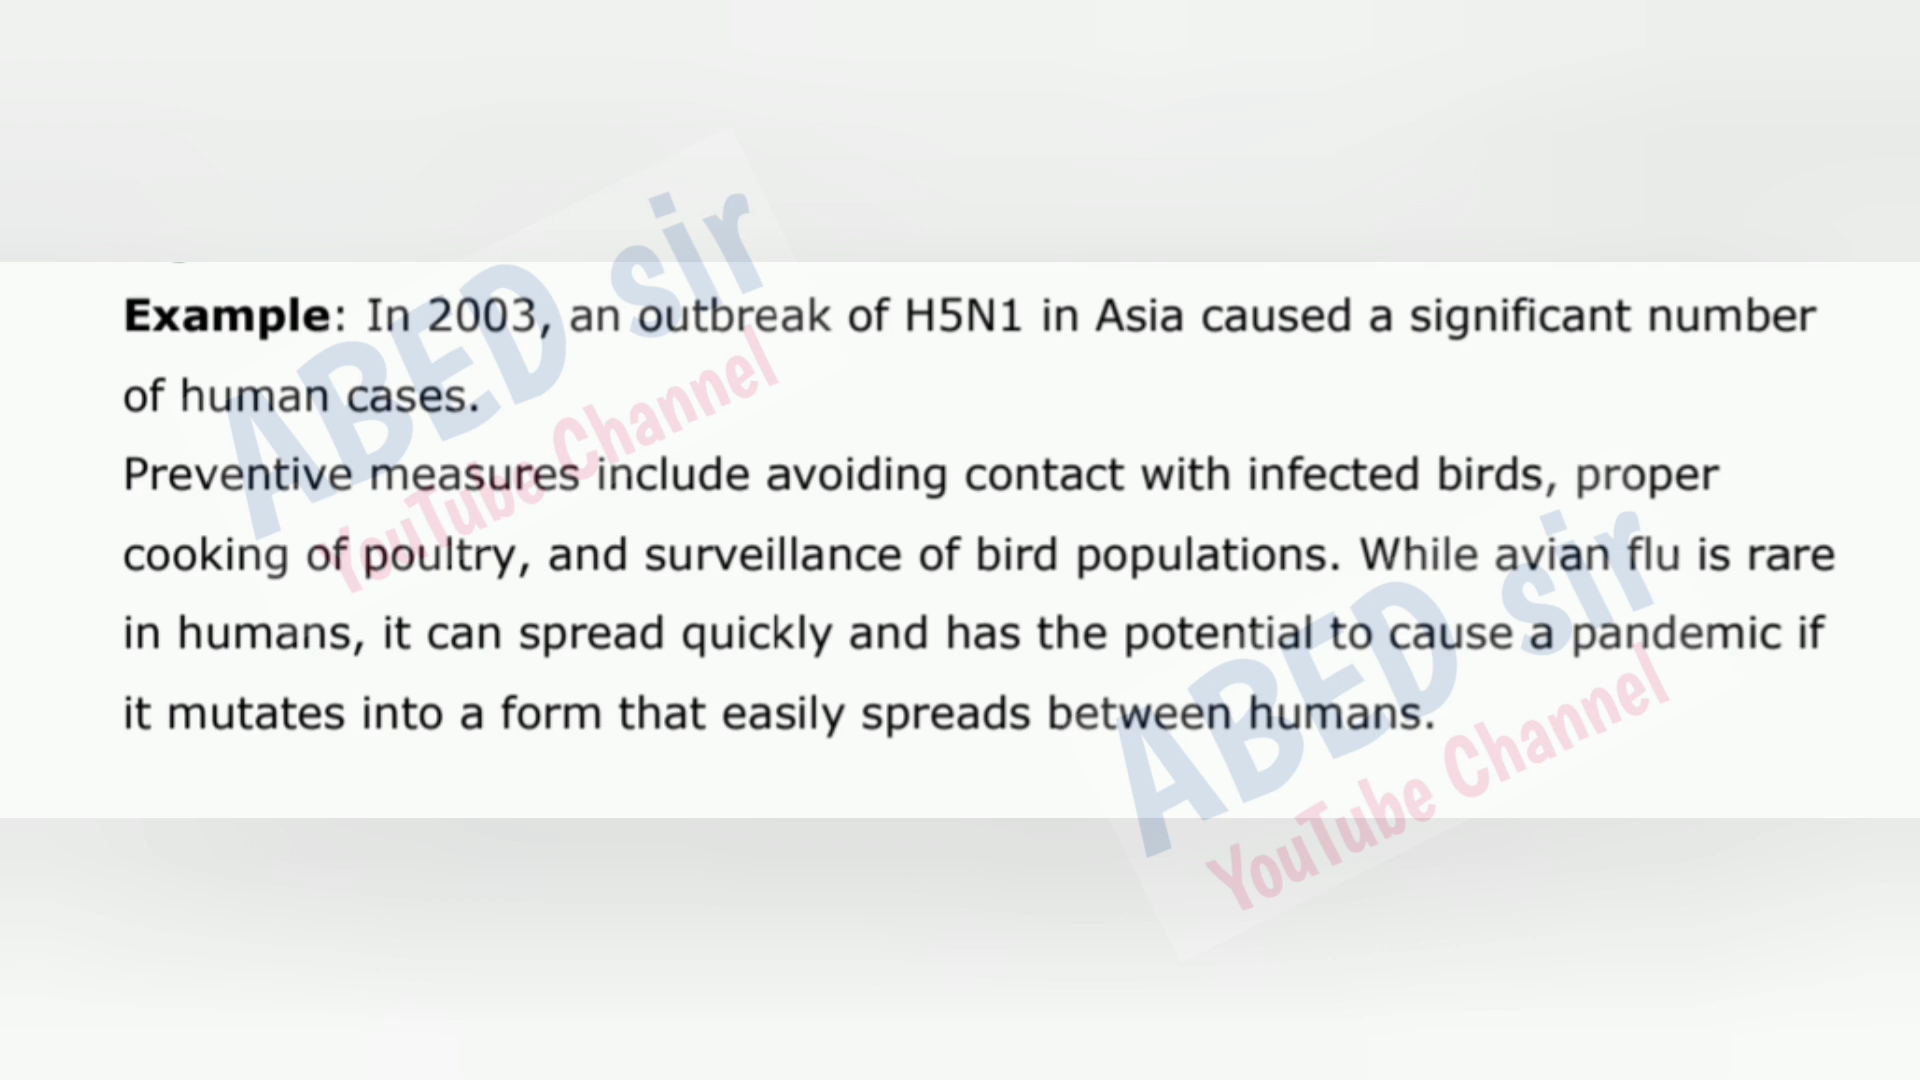 Example: In 2003, an outbreak of H5N1 in Asia caused a significant number
of human cases.
Preventive measures include avoiding contact with infected birds, proper
cooking of poultry, and surveillance of bird populations. While avian flu is rare
in humans, it can spread quickly and has the potential to cause a pandemic if
it mutates into a form that easily spreads between humans.
ABED sir
YouTube Channel
ABED sir
YouTube Channel